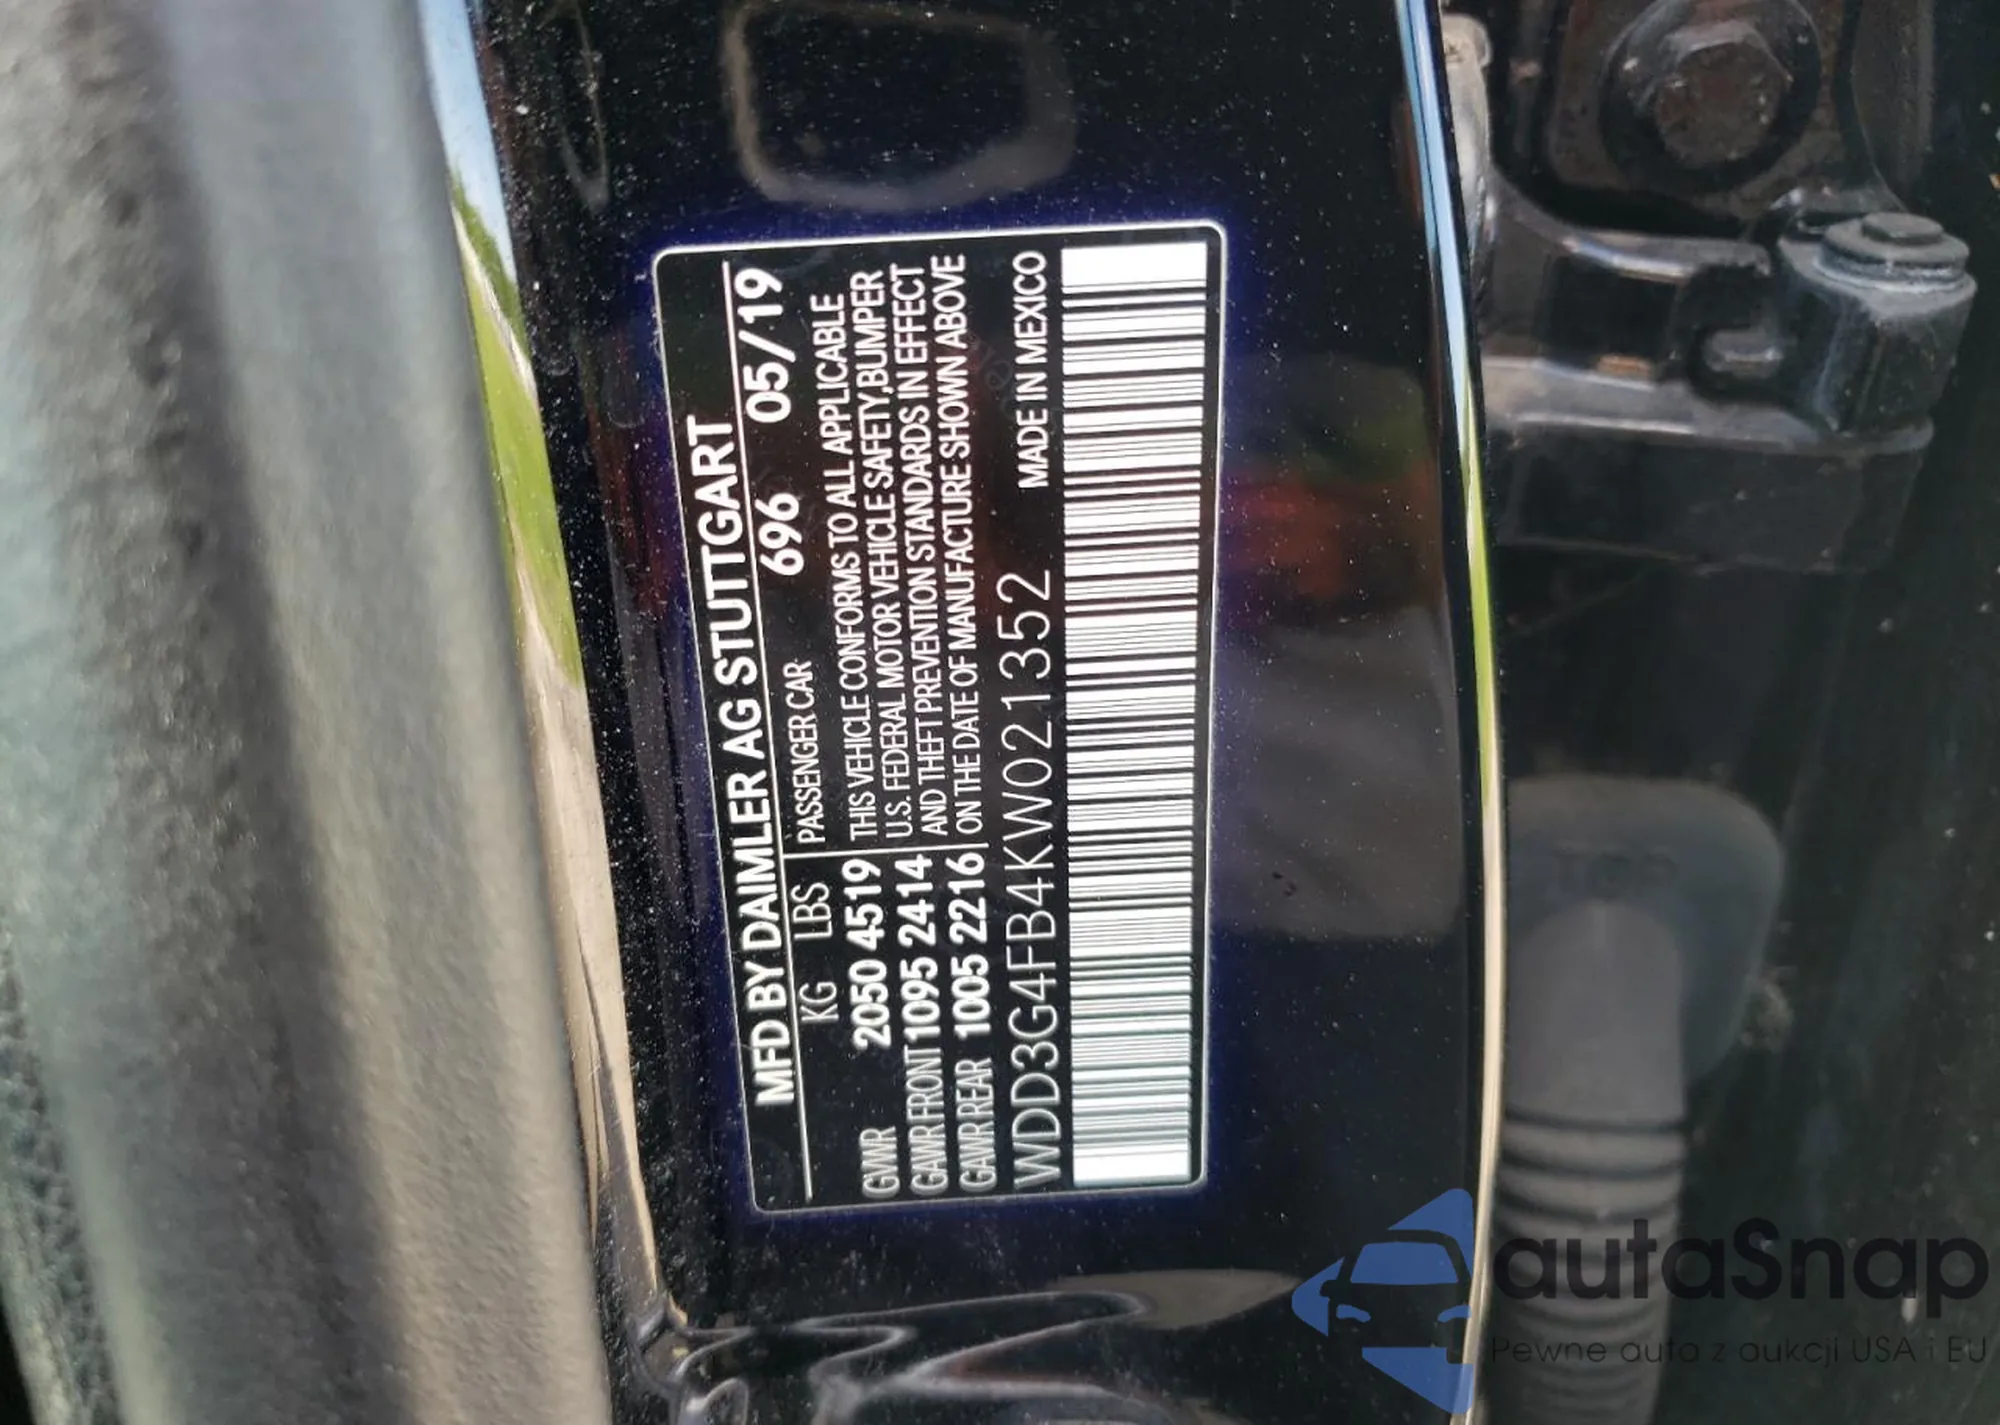 MFD BY DAIMLER AG STUTTGART
KG LBS PASSENGER CAR 696 05/19
GVWR 2050 4519 THIS VEHICLE CONFORMS TO ALL APPLICABLE
GAWR FRONT 1095 2414 U.S. FEDERAL MOTOR VEHICLE SAFETY,BUMPER
GAWR REAR 1005 2216 AND THEFT PREVENTION STANDARDS IN EFFECT
ON THE DATE OF MANUFACTURE SHOWN ABOVE
WDD3G4FB4KW021352 MADE IN MEXICO
autaSnap
Pewne auta z aukcji USA i EU